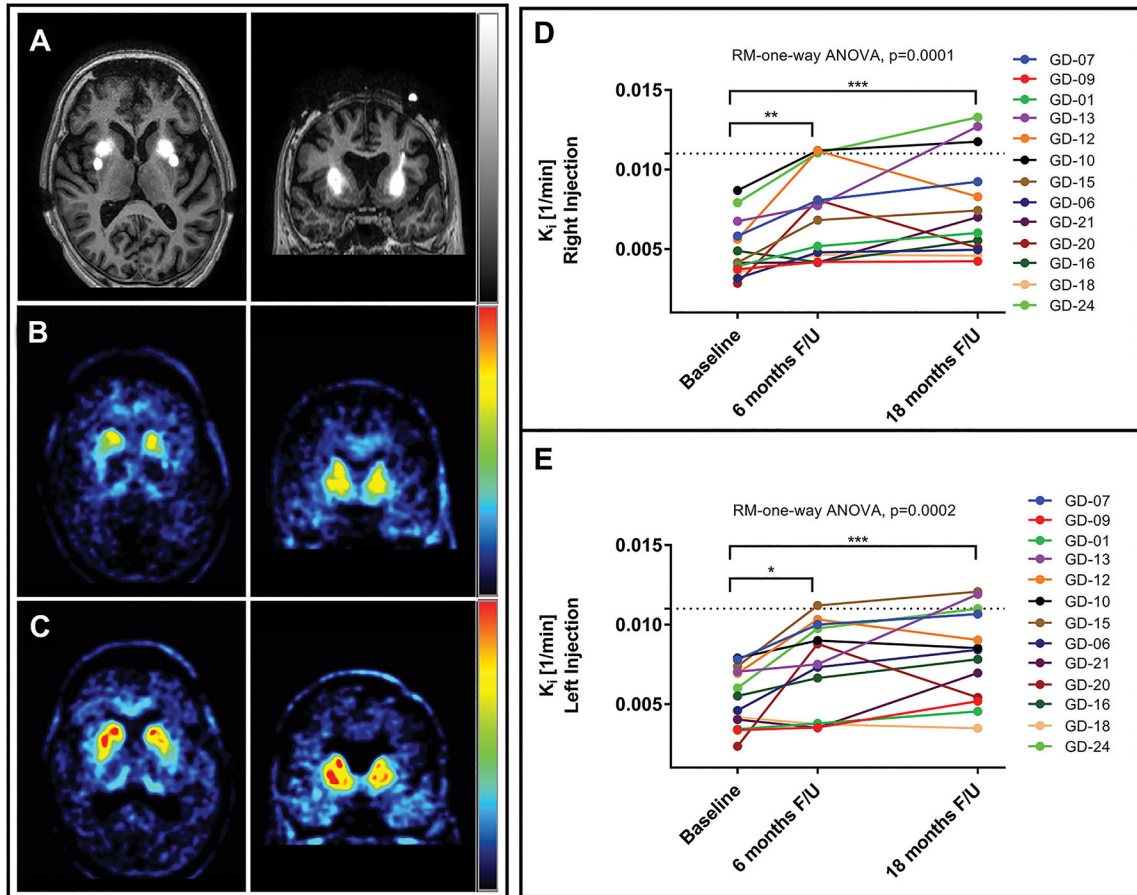 A
B
C
D
RM-one-way ANOVA, p=0.0001
***
**
0.015
0.010
0.005
Ki [1/min]
Right Injection
Baseline
6 months F/U
18 months F/U
GD-07
GD-09
GD-01
GD-13
GD-12
GD-10
GD-15
GD-06
GD-21
GD-20
GD-16
GD-18
GD-24
E
RM-one-way ANOVA, p=0.0002
***
*
0.015
0.010
0.005
Ki [1/min]
Left Injection
Baseline
6 months F/U
18 months F/U
GD-07
GD-09
GD-01
GD-13
GD-12
GD-10
GD-15
GD-06
GD-21
GD-20
GD-16
GD-18
GD-24